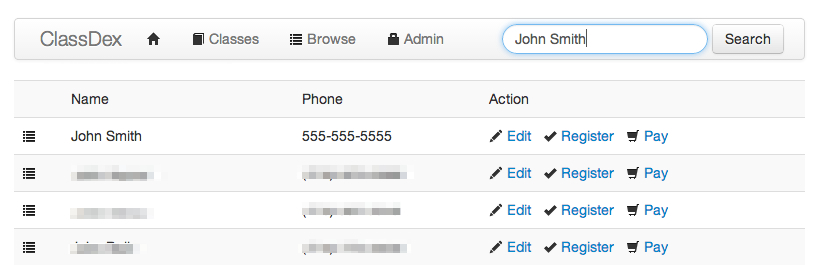 ClassDex Classes Browse Admin John Smith Search
Name Phone Action
John Smith 555-555-5555 Edit Register Pay
Edit Register Pay
Edit Register Pay
Edit Register Pay